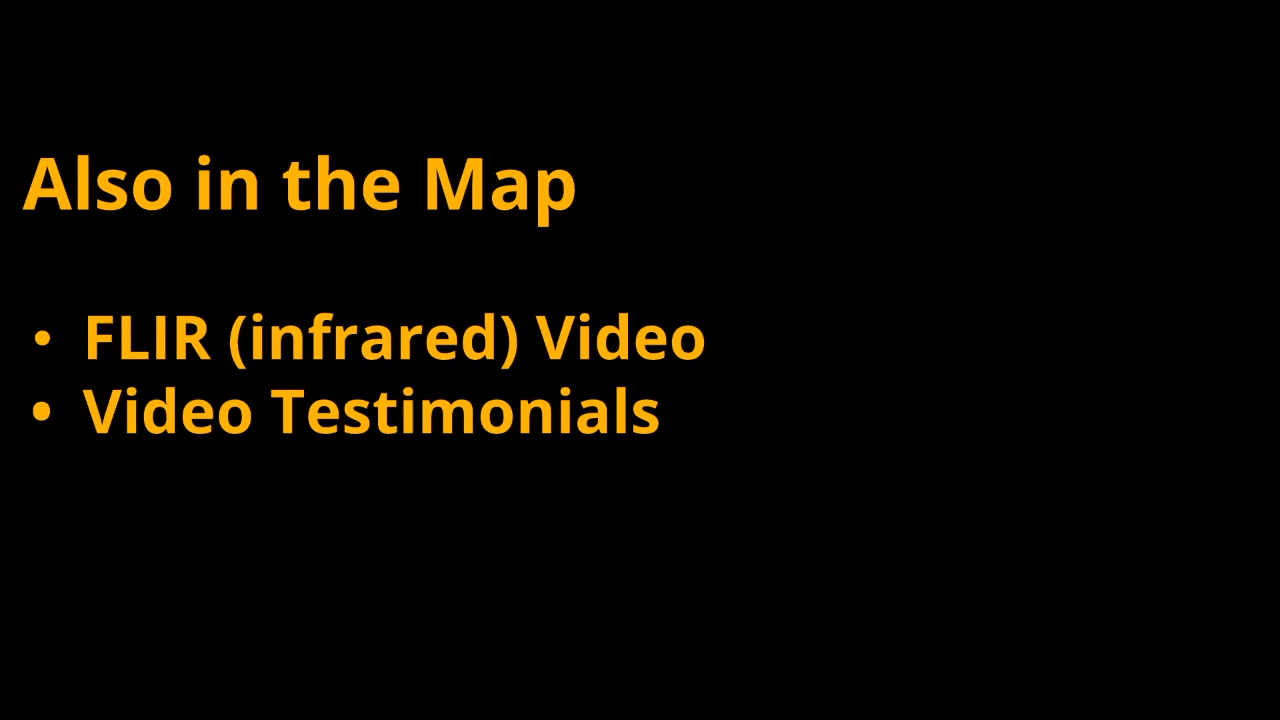 Also in the Map
• FLIR (infrared) Video
• Video Testimonials